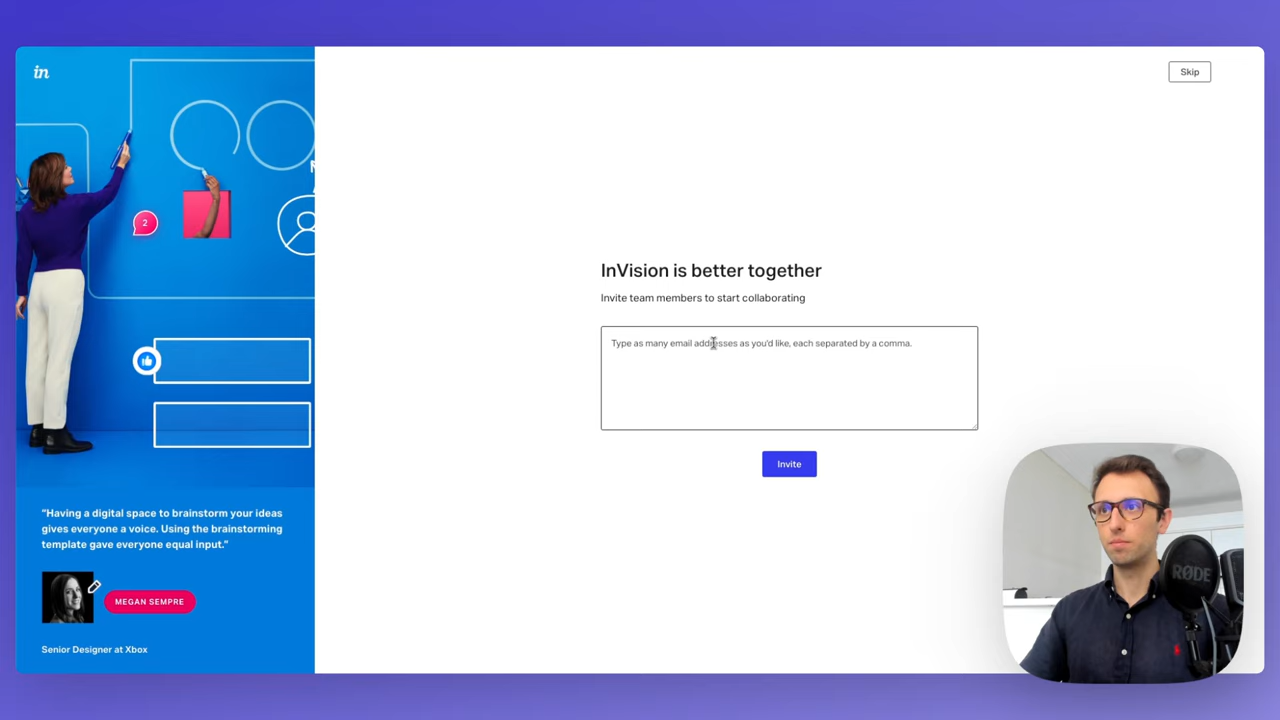 in
Skip
2
InVision is better together
Invite team members to start collaborating
Type as many email addresses as you'd like, each separated by a comma.
Invite
"Having a digital space to brainstorm your ideas
gives everyone a voice. Using the brainstorming
template gave everyone equal input."
MEGAN SEMPRE
Senior Designer at Xbox
RØDE